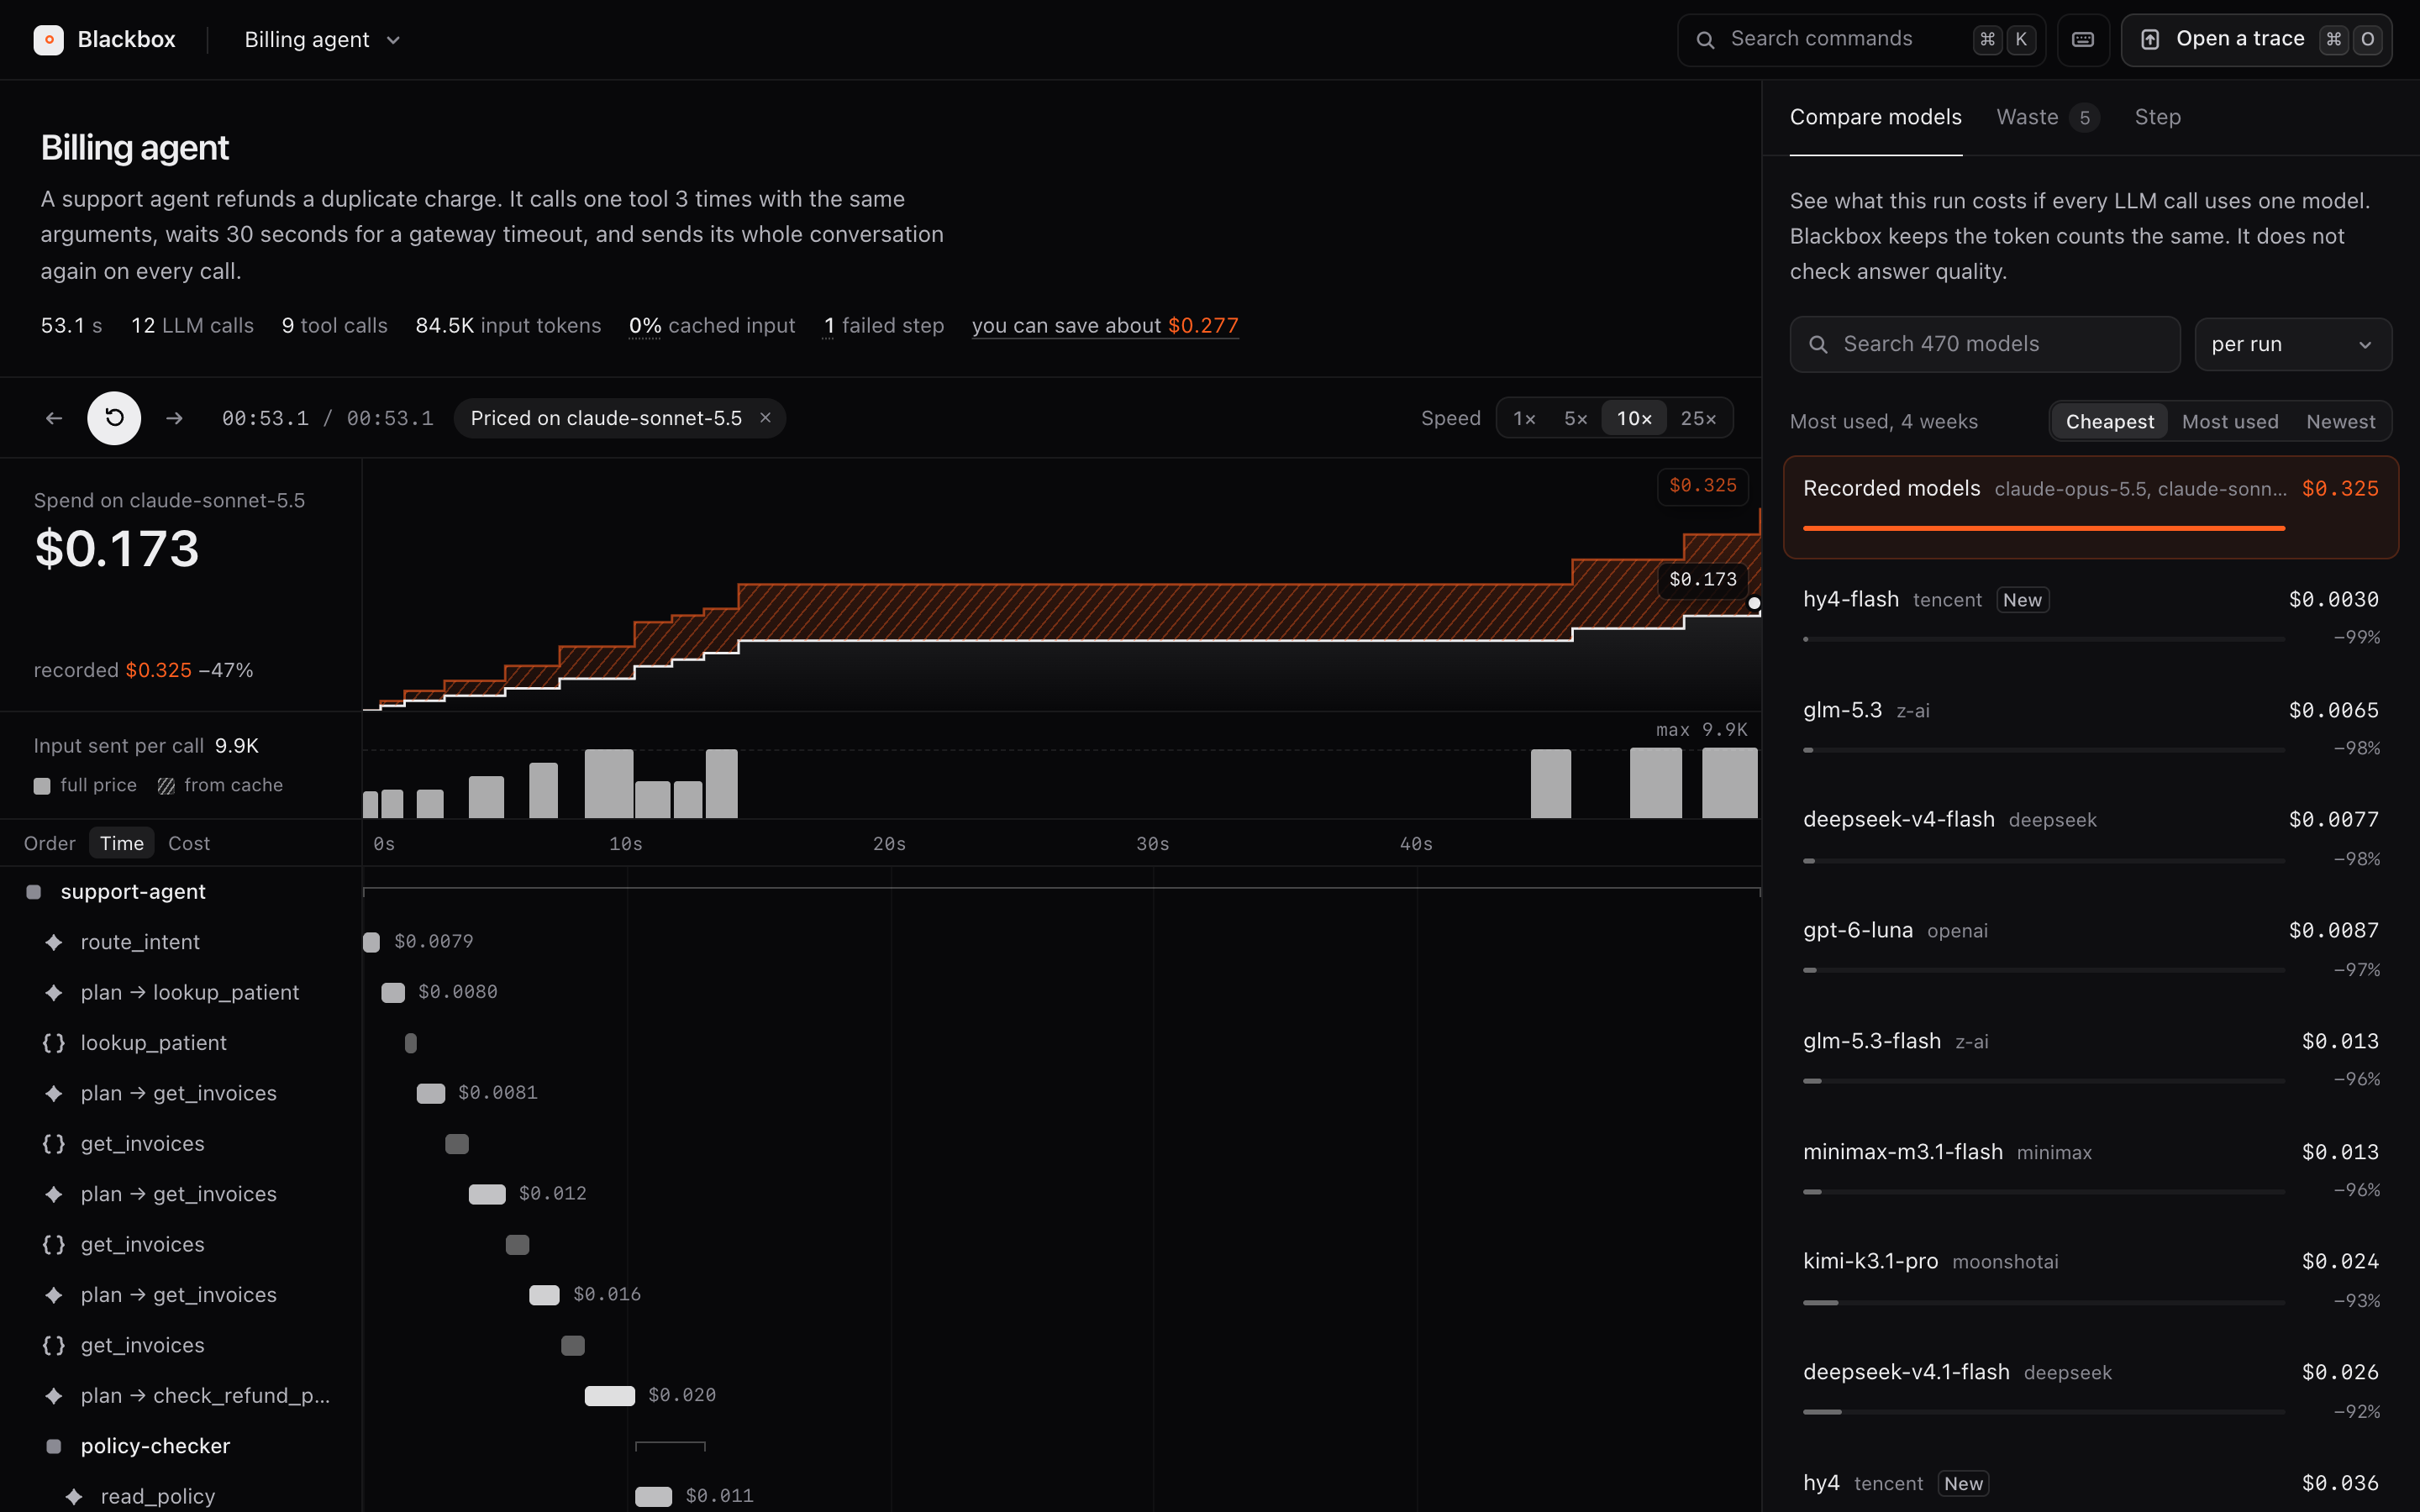 Blackbox
Billing agent
Search commands ⌘ K
Open a trace ⌘ O
Billing agent
A support agent refunds a duplicate charge. It calls one tool 3 times with the same
arguments, waits 30 seconds for a gateway timeout, and sends its whole conversation
again on every call.
53.1 s 12 LLM calls 9 tool calls 84.5K input tokens 0% cached input 1 failed step you can save about $0.277
00:53.1 / 00:53.1 Priced on claude-sonnet-5.5 ×
Speed 1× 5× 10× 25×
Spend on claude-sonnet-5.5
$0.173
recorded $0.325 −47%
$0.325
$0.173
Input sent per call 9.9K
full price from cache
max 9.9K
Order Time Cost
0s 10s 20s 30s 40s
support-agent
route_intent $0.0079
plan → lookup_patient $0.0080
lookup_patient
plan → get_invoices $0.0081
get_invoices
plan → get_invoices $0.012
get_invoices
plan → get_invoices $0.016
get_invoices
plan → check_refund_p... $0.020
policy-checker
read_policy $0.011
Compare models Waste 5 Step
See what this run costs if every LLM call uses one model.
Blackbox keeps the token counts the same. It does not
check answer quality.
Search 470 models
per run
Most used, 4 weeks
Cheapest Most used Newest
Recorded models claude-opus-5.5, claude-sonn... $0.325
hy4-flash tencent New $0.0030
−99%
glm-5.3 z-ai $0.0065
−98%
deepseek-v4-flash deepseek $0.0077
−98%
gpt-6-luna openai $0.0087
−97%
glm-5.3-flash z-ai $0.013
−96%
minimax-m3.1-flash minimax $0.013
−96%
kimi-k3.1-pro moonshotai $0.024
−93%
deepseek-v4.1-flash deepseek $0.026
−92%
hy4 tencent New $0.036